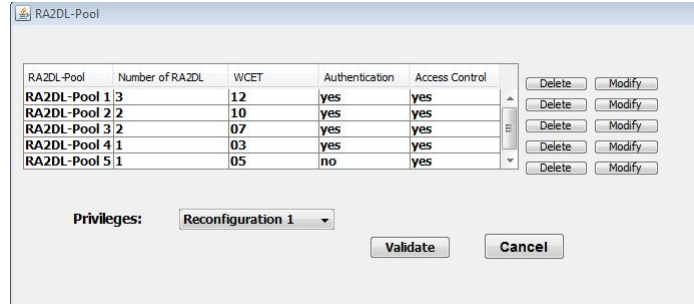 RA2DL-Pool
RA2DL-Pool Number of RA2DL WCET Authentication Access Control
RA2DL-Pool 1 3 12 yes yes Delete Modify
RA2DL-Pool 2 2 10 yes yes Delete Modify
RA2DL-Pool 3 2 07 yes yes Delete Modify
RA2DL-Pool 4 1 03 yes yes Delete Modify
RA2DL-Pool 5 1 05 no yes Delete Modify
Privileges: Reconfiguration 1
Validate Cancel